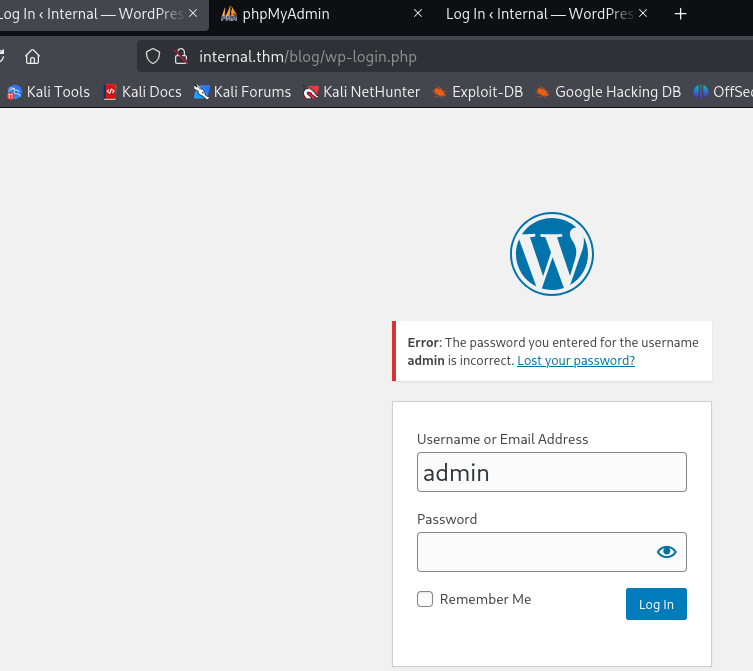 Log In ‹ Internal — WordPres
phpMyAdmin
Log In ‹ Internal — WordPres
internal.thm/blog/wp-login.php
Kali Tools
Kali Docs
Kali Forums
Kali NetHunter
Exploit-DB
Google Hacking DB
OffSec
Error: The password you entered for the username
admin is incorrect. Lost your password?
Username or Email Address
admin
Password
Remember Me
Log In